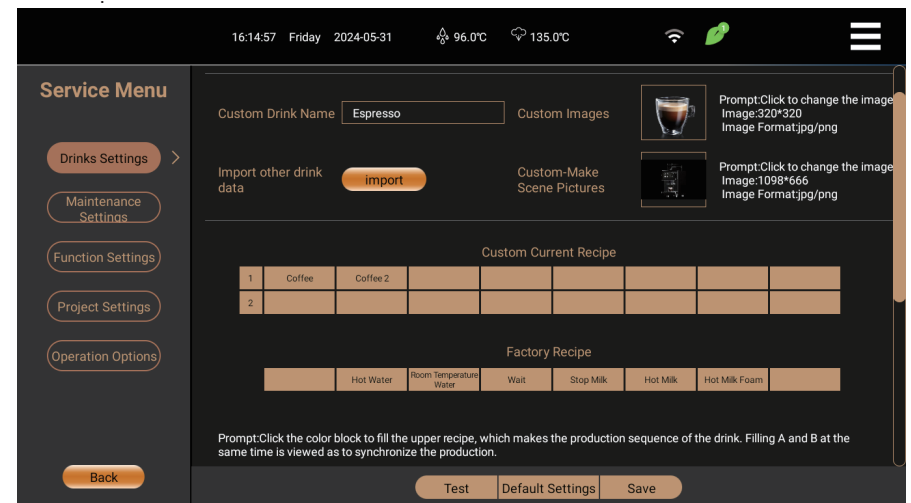 16:14:57 Friday 2024-05-31 96.0℃ 135.0℃
Service Menu
Drinks Settings
Maintenance
Settings
Function Settings
Project Settings
Operation Options
Back
Custom Drink Name Espresso Custom Images
Prompt:Click to change the image
Image:320*320
Image Format:jpg/png
Import other drink
data
import
Custom-Make
Scene Pictures
Prompt:Click to change the image
Image:1098*666
Image Format:jpg/png
Custom Current Recipe
1 Coffee Coffee 2
2
Factory Recipe
Hot Water Room Temperature Water Wait Stop Milk Hot Milk Hot Milk Foam
Prompt:Click the color block to fill the upper recipe, which makes the production sequence of the drink. Filling A and B at the
same time is viewed as to synchronize the production.
Test Default Settings Save